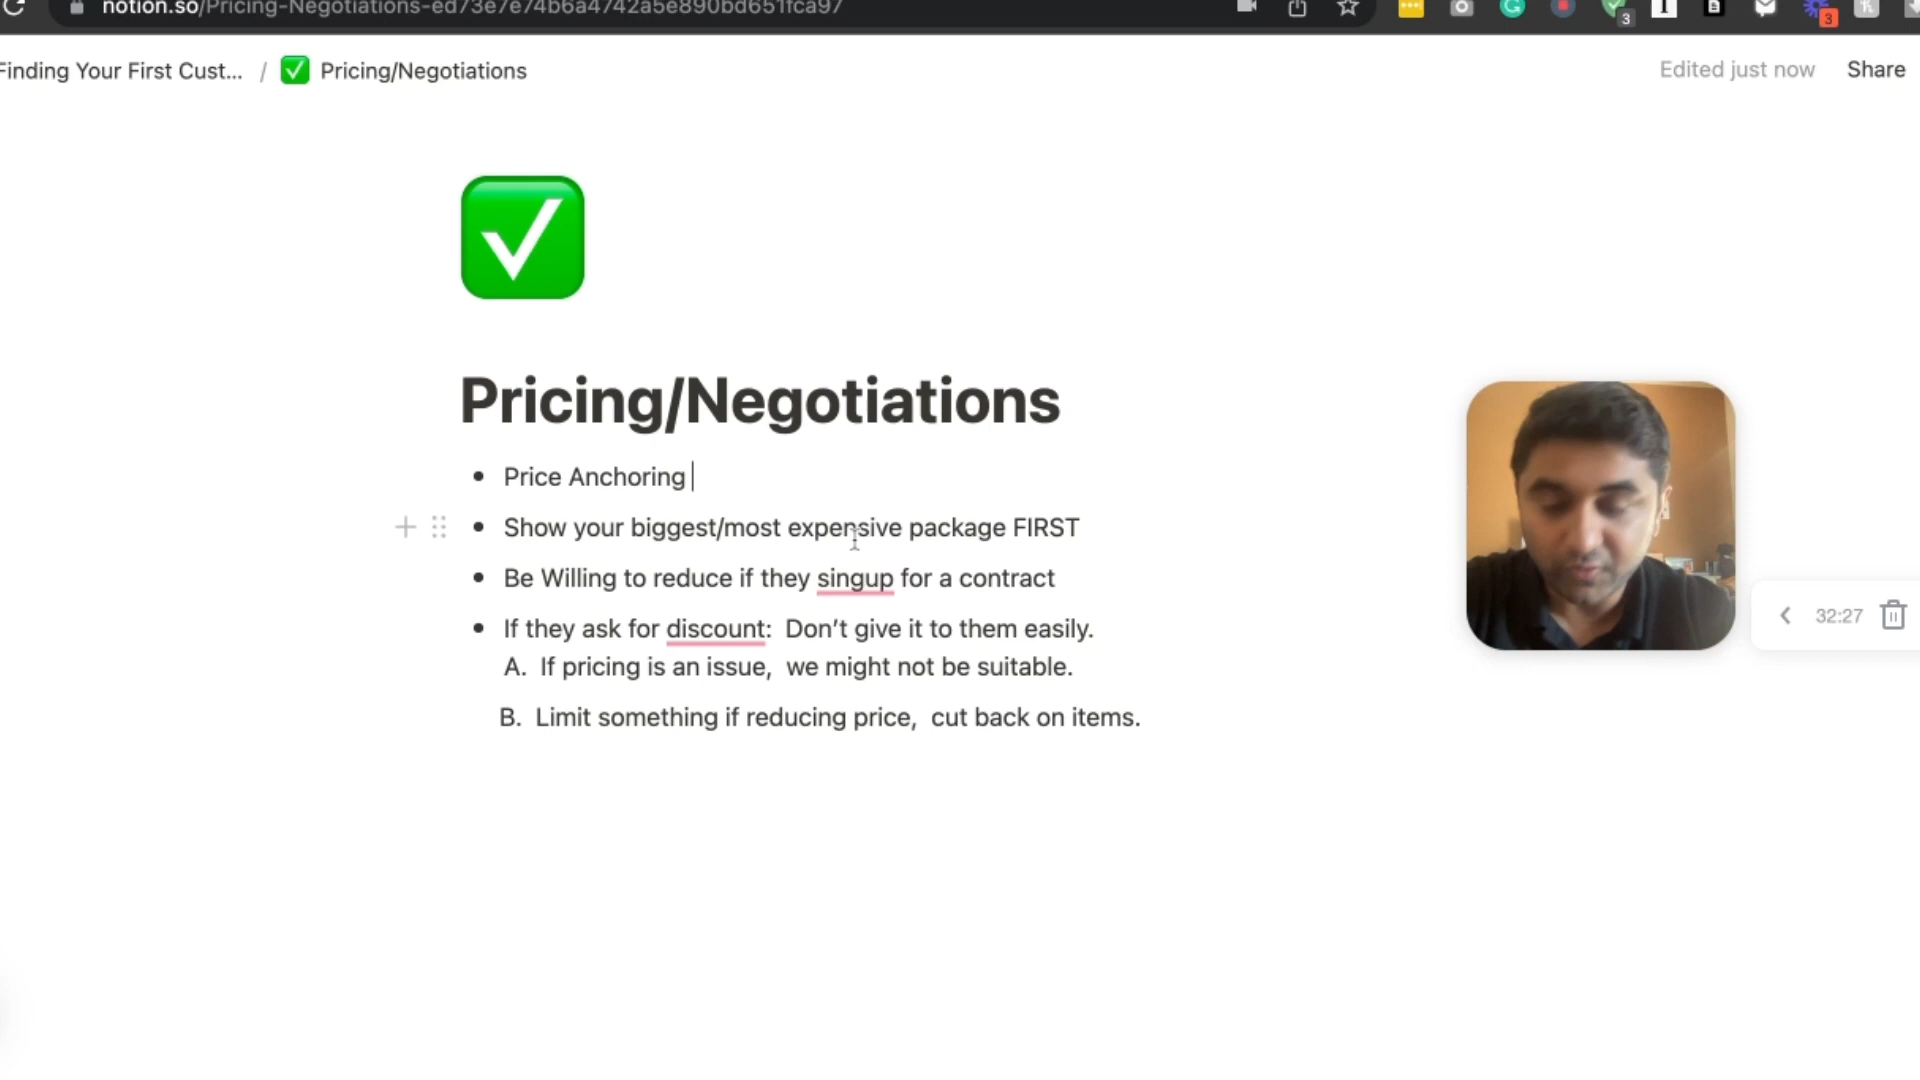 notion.so/Pricing-Negotiations-ed73e7e74b6a4742a5e890bd651fca97
3
3
Finding Your First Cust... / Pricing/Negotiations
Edited just now
Share
Pricing/Negotiations
• Price Anchoring
• Show your biggest/most expensive package FIRST
• Be Willing to reduce if they singup for a contract
• If they ask for discount:  Don’t give it to them easily.
A.  If pricing is an issue,  we might not be suitable.
B.  Limit something if reducing price,  cut back on items.
32:27